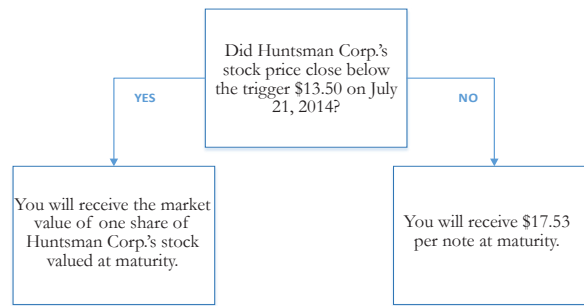 Did Huntsman Corp.'s
stock price close below
the trigger $13.50 on July
21, 2014?
YES
NO
You will receive the market
value of one share of
Huntsman Corp.'s stock
valued at maturity.
You will receive $17.53
per note at maturity.